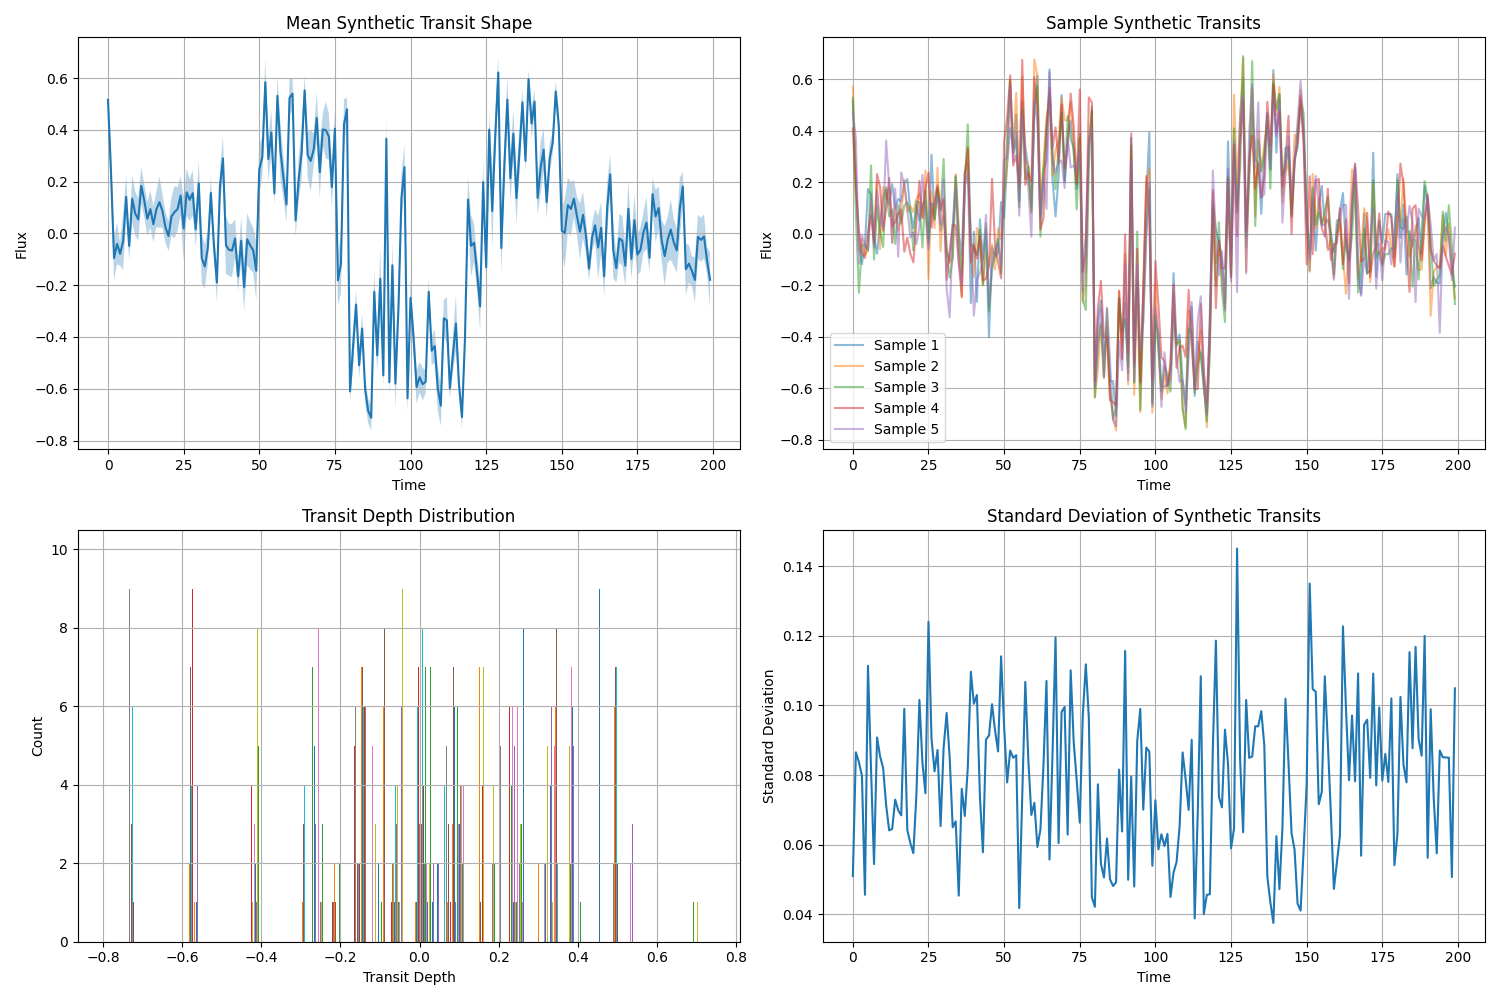 Mean Synthetic Transit Shape
Flux
0.6
0.4
0.2
0.0
−0.2
−0.4
−0.6
−0.8
0 25 50 75 100 125 150 175 200
Time
Sample Synthetic Transits
Flux
0.6
0.4
0.2
0.0
−0.2
−0.4
−0.6
−0.8
Sample 1
Sample 2
Sample 3
Sample 4
Sample 5
0 25 50 75 100 125 150 175 200
Time
Transit Depth Distribution
Count
10
8
6
4
2
0
−0.8 −0.6 −0.4 −0.2 0.0 0.2 0.4 0.6 0.8
Transit Depth
Standard Deviation of Synthetic Transits
Standard Deviation
0.14
0.12
0.10
0.08
0.06
0.04
0 25 50 75 100 125 150 175 200
Time